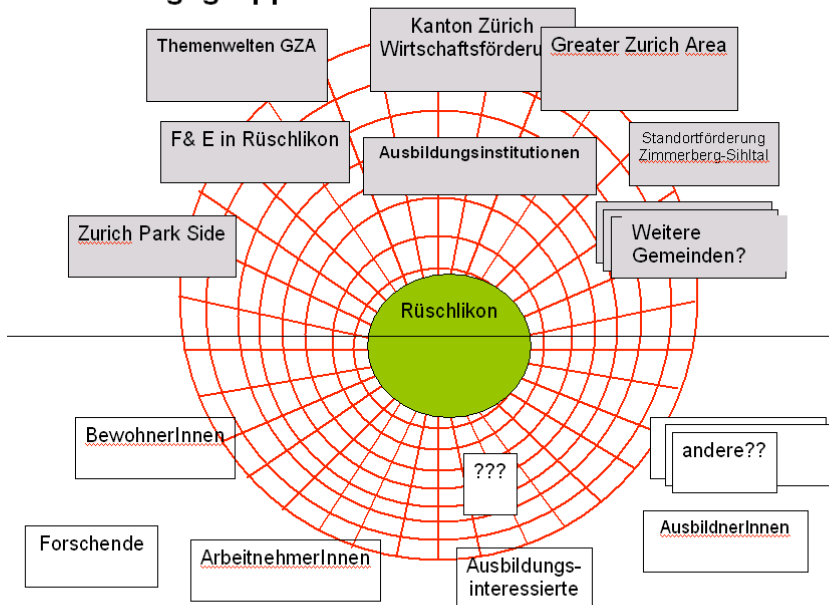 Themenwelten GZA
Kanton Zürich
Greater Zurich Area
F& E in Rüschlikon
Ausbildungsinstitutionen
Standortförderung
Zimmerberg-Sihltal
Zurich Park Side
Weitere
Gemeinden?
Rüschlikon
BewohnerInnen
???
andere??
Forschende
ArbeitnehmerInnen
Ausbildungs-
interessierte
AusbildnerInnen